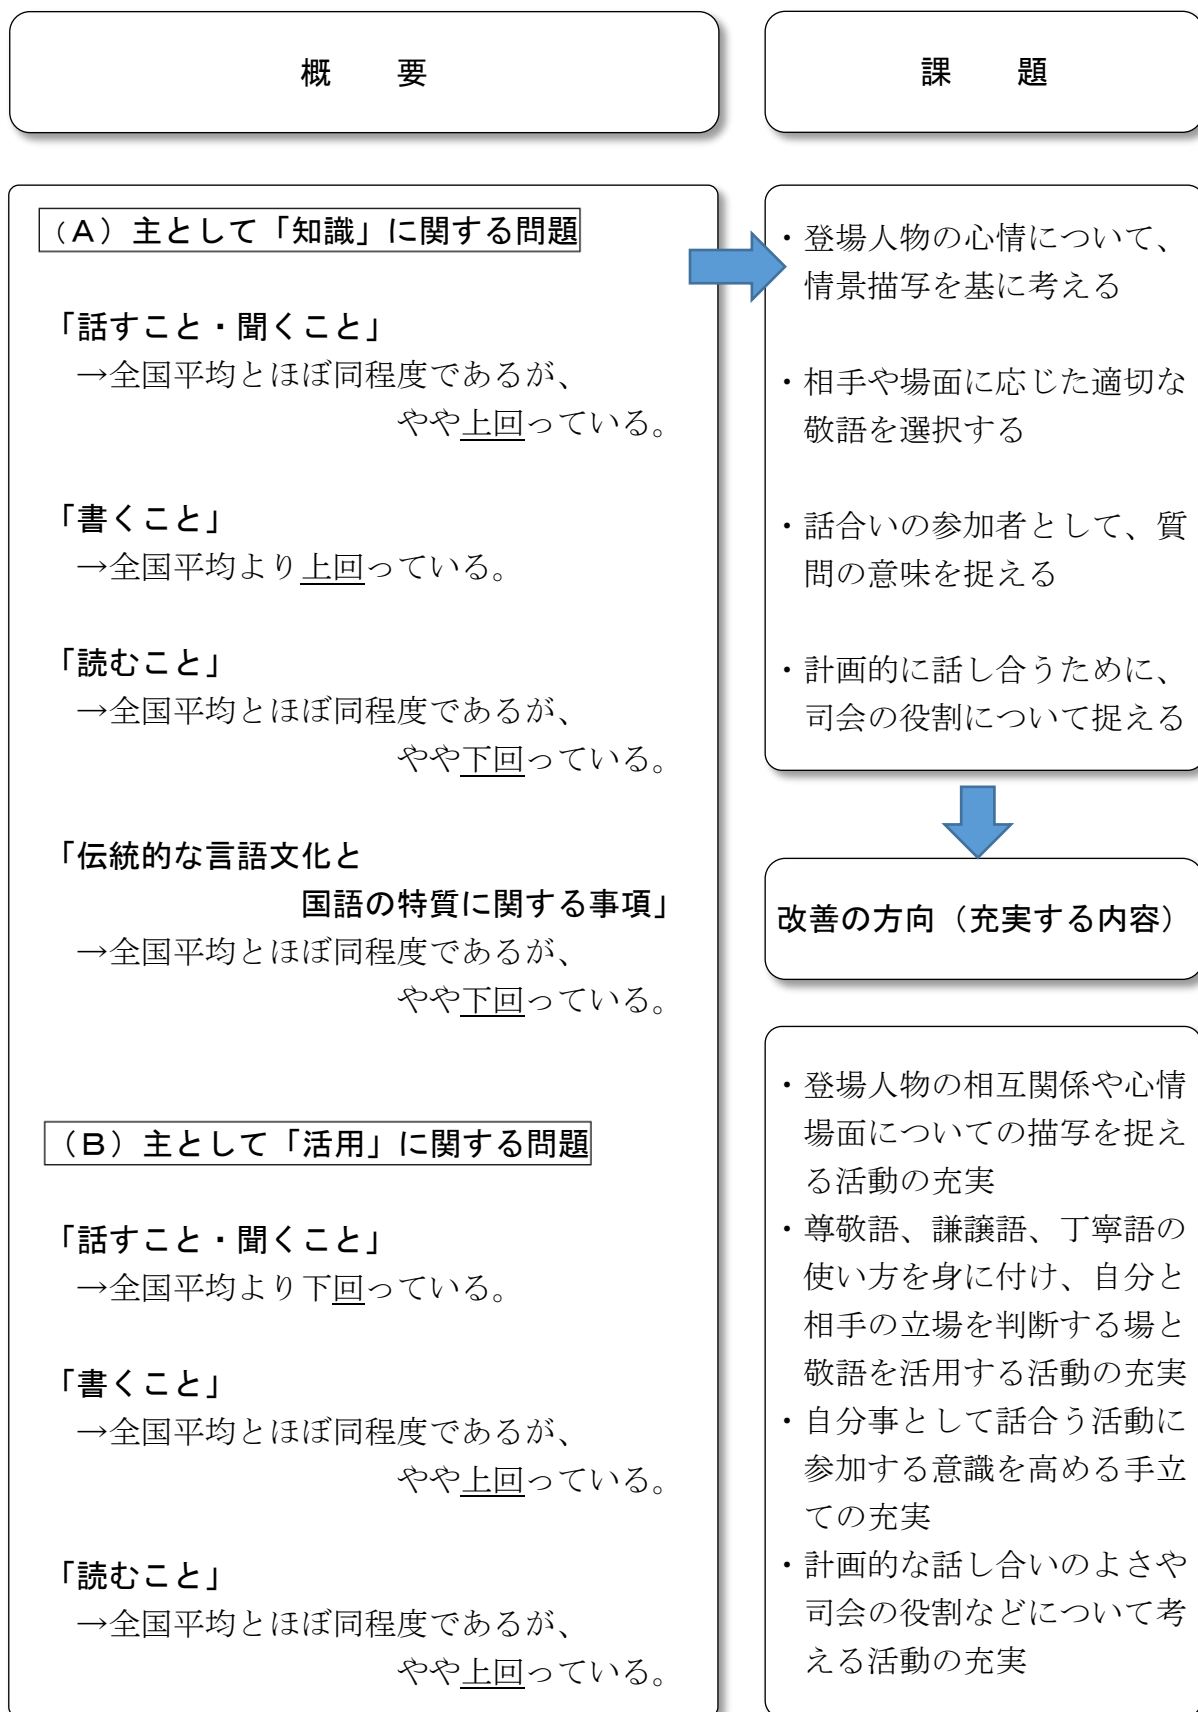 概　　要
（Ａ）主として「知識」に関する問題
「話すこと・聞くこと」
→全国平均とほぼ同程度であるが、
やや上回っている。
「書くこと」
→全国平均より上回っている。
「読むこと」
→全国平均とほぼ同程度であるが、
やや下回っている。
「伝統的な言語文化と
国語の特質に関する事項」
→全国平均とほぼ同程度であるが、
やや下回っている。
（Ｂ）主として「活用」に関する問題
「話すこと・聞くこと」
→全国平均より下回っている。
「書くこと」
→全国平均とほぼ同程度であるが、
やや上回っている。
「読むこと」
→全国平均とほぼ同程度であるが、
やや上回っている。
課　　題
・登場人物の心情について、
情景描写を基に考える
・相手や場面に応じた適切な
敬語を選択する
・話合いの参加者として、質
問の意味を捉える
・計画的に話し合うために、
司会の役割について捉える
改善の方向（充実する内容）
・登場人物の相互関係や心情
場面についての描写を捉え
る活動の充実
・尊敬語、謙譲語、丁寧語の
使い方を身に付け、自分と
相手の立場を判断する場と
敬語を活用する活動の充実
・自分事として話合う活動に
参加する意識を高める手立
ての充実
・計画的な話し合いのよさや
司会の役割などについて考
える活動の充実